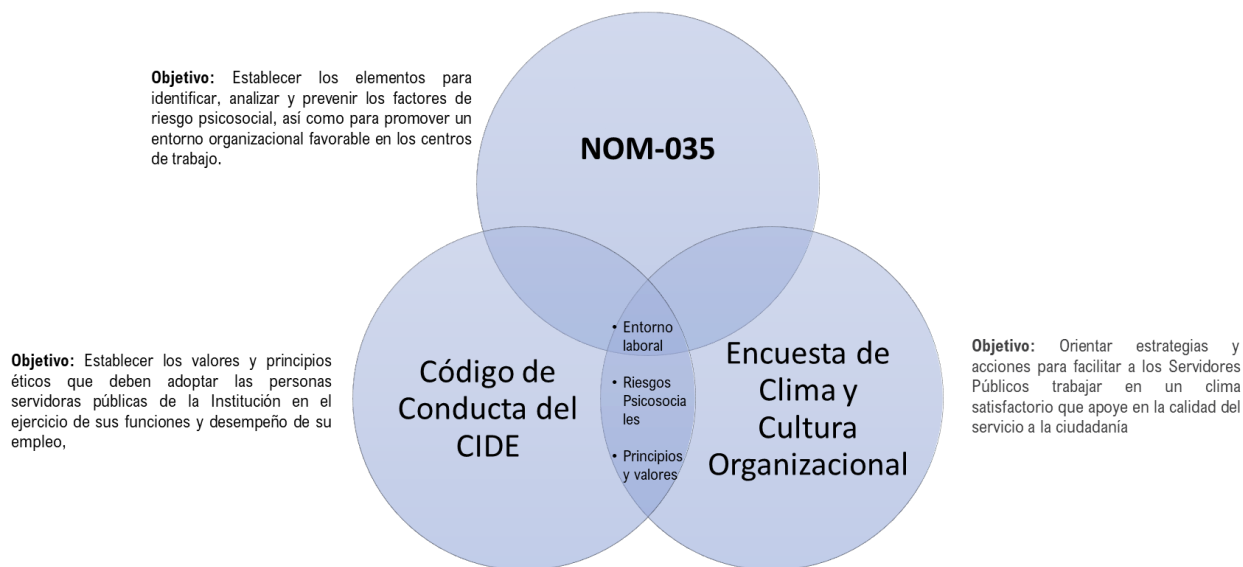 Objetivo: Establecer los elementos para
identificar, analizar y prevenir los factores de
riesgo psicosocial, así como para promover un
entorno organizacional favorable en los centros
de trabajo.
NOM-035
Objetivo: Establecer los valores y principios
éticos que deben adoptar las personas
servidoras públicas de la Institución en el
ejercicio de sus funciones y desempeño de su
empleo,
Código de
Conducta del
CIDE
• Entorno
laboral
• Riesgos
Psicosocia
les
• Principios
y valores
Encuesta de
Clima y
Cultura
Organizacional
Objetivo: Orientar estrategias y
acciones para facilitar a los Servidores
Públicos trabajar en un clima
satisfactorio que apoye en la calidad del
servicio a la ciudadanía